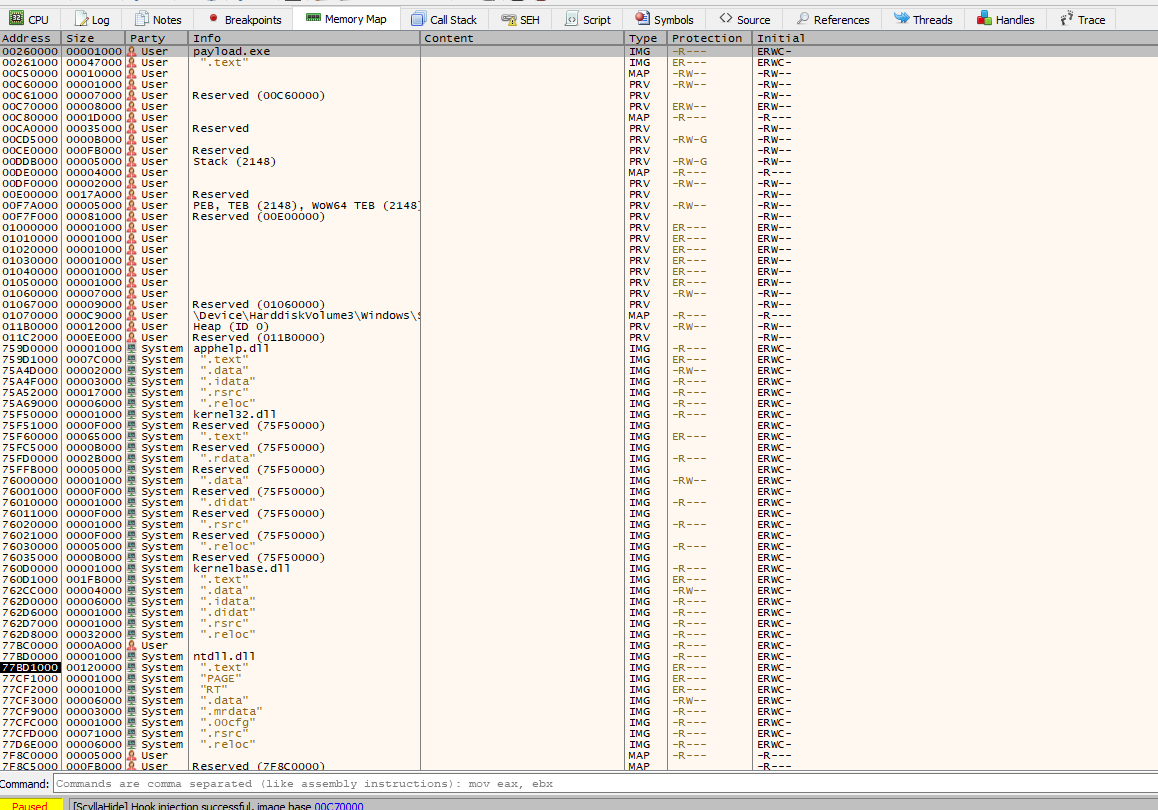 CPU Log Notes Breakpoints Memory Map Call Stack SEH Script Symbols Source References Threads Handles Trace
Address Size Party Info Content Type Protection Initial
00260000 00001000 User payload.exe IMG -R--- ERWC-
00261000 00047000 User ".text" IMG ER--- ERWC-
00C50000 00010000 User MAP -RW-- -RW--
00C60000 00001000 User PRV -RW-- -RW--
00C61000 00007000 User Reserved (00C60000) PRV -RW--
00C70000 00008000 User PRV ERW-- ERW--
00C80000 0001D000 User MAP -R--- -R---
00CA0000 00035000 User Reserved PRV -RW--
00CD5000 0000B000 User PRV -RW-G -RW--
00CE0000 000FB000 User Reserved PRV -RW--
00DDB000 00005000 User Stack (2148) PRV -RW-G -RW--
00DE0000 00004000 User MAP -R--- -R---
00DF0000 00002000 User PRV -RW-- -RW--
00E00000 0017A000 User Reserved PRV -RW--
00F7A000 00005000 User PEB, TEB (2148), WoW64 TEB (2148 PRV -RW-- -RW--
00F7F000 00081000 User Reserved (00E00000) PRV -RW--
01000000 00001000 User PRV ER--- ERW--
01010000 00001000 User PRV ER--- ERW--
01020000 00001000 User PRV ER--- ERW--
01030000 00001000 User PRV ER--- ERW--
01040000 00001000 User PRV ER--- ERW--
01050000 00001000 User PRV ER--- ERW--
01060000 00007000 User PRV -RW-- -RW--
01067000 00009000 User Reserved (01060000) PRV -RW--
01070000 000C9000 User \Device\HarddiskVolume3\Windows\S MAP -R--- -R---
011B0000 00012000 User Heap (ID 0) PRV -RW-- -RW--
011C2000 000EE000 User Reserved (011B0000) PRV -RW--
759D0000 00001000 System apphelp.dll IMG -R--- ERWC-
759D1000 0007C000 System ".text" IMG ER--- ERWC-
75A4D000 00002000 System ".data" IMG -RW-- ERWC-
75A4F000 00003000 System ".idata" IMG -R--- ERWC-
75A52000 00017000 System ".rsrc" IMG -R--- ERWC-
75A69000 00006000 System ".reloc" IMG -R--- ERWC-
75F50000 00001000 System kernel32.dll IMG -R--- ERWC-
75F51000 0000F000 System Reserved (75F50000) IMG ERWC-
75F60000 00065000 System ".text" IMG ER--- ERWC-
75FC5000 0000B000 System Reserved (75F50000) IMG ERWC-
75FD0000 0002B000 System ".rdata" IMG -R--- ERWC-
75FFB000 00005000 System Reserved (75F50000) IMG ERWC-
76000000 00001000 System ".data" IMG -RW-- ERWC-
76001000 0000F000 System Reserved (75F50000) IMG ERWC-
76010000 00001000 System ".didat" IMG -R--- ERWC-
76011000 0000F000 System Reserved (75F50000) IMG ERWC-
76020000 00001000 System ".rsrc" IMG -R--- ERWC-
76021000 0000F000 System Reserved (75F50000) IMG ERWC-
76030000 00005000 System ".reloc" IMG -R--- ERWC-
76035000 0000B000 System Reserved (75F50000) IMG ERWC-
760D0000 00001000 System kernelbase.dll IMG -R--- ERWC-
760D1000 001FB000 System ".text" IMG ER--- ERWC-
762CC000 00004000 System ".data" IMG -RW-- ERWC-
762D0000 00006000 System ".idata" IMG -R--- ERWC-
762D6000 00001000 System ".didat" IMG -R--- ERWC-
762D7000 00001000 System ".rsrc" IMG -R--- ERWC-
762D8000 00032000 System ".reloc" IMG -R--- ERWC-
77BC0000 0000A000 User IMG -R--- ERWC-
77BD0000 00001000 System ntdll.dll IMG -R--- ERWC-
77BD1000 00120000 System ".text" IMG ER--- ERWC-
77CF1000 00001000 System "PAGE" IMG ER--- ERWC-
77CF2000 00001000 System "RT" IMG ER--- ERWC-
77CF3000 00006000 System ".data" IMG -RW-- ERWC-
77CF9000 00003000 System ".mrdata" IMG -R--- ERWC-
77CFC000 00001000 System ".00cfg" IMG -R--- ERWC-
77CFD000 00071000 System ".rsrc" IMG -R--- ERWC-
77D6E000 00006000 System ".reloc" IMG -R--- ERWC-
7F8C0000 00005000 User MAP -R--- -R---
7F8C5000 000FB000 User Reserved (7F8C0000) MAP -R---
Command: Commands are comma separated (like assembly instructions): mov eax, ebx
Paused [ScyllaHide] Hook injection successful, image base 00C70000